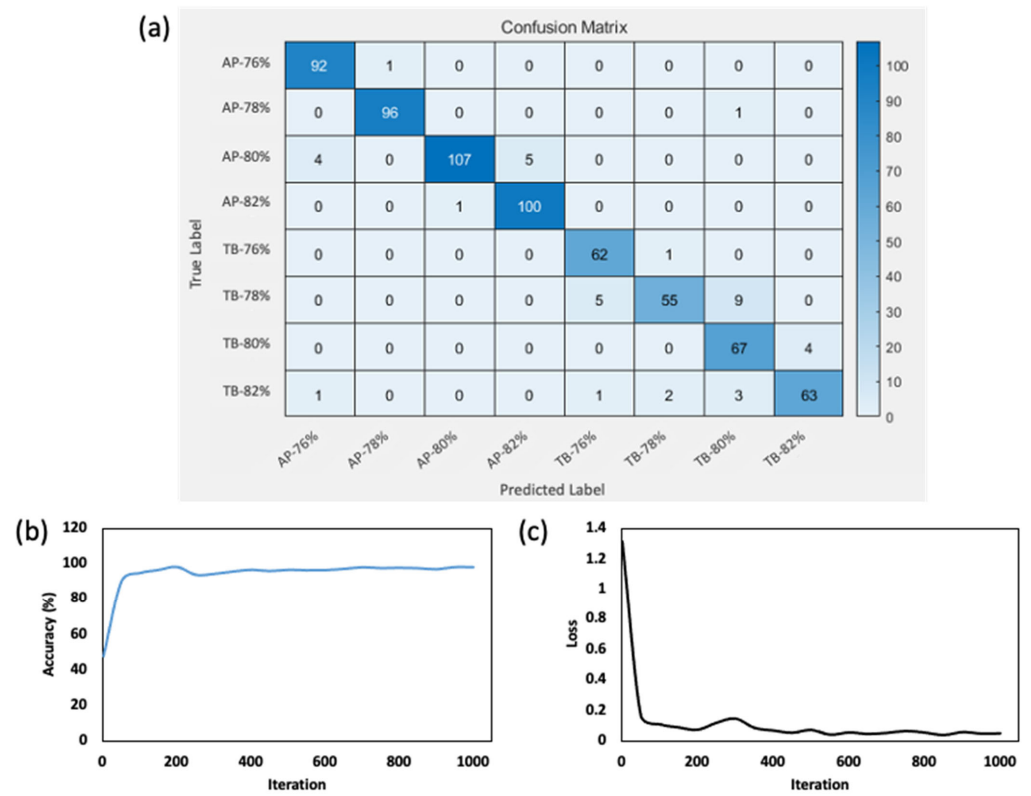 (a)
Confusion Matrix
True Label
AP-76% 92 1 0 0 0 0 0 0
AP-78% 0 96 0 0 0 0 1 0
AP-80% 4 0 107 5 0 0 0 0
AP-82% 0 0 1 100 0 0 0 0
TB-76% 0 0 0 0 62 1 0 0
TB-78% 0 0 0 0 5 55 9 0
TB-80% 0 0 0 0 0 0 67 4
TB-82% 1 0 0 0 1 2 3 63
AP-76% AP-78% AP-80% AP-82% TB-76% TB-78% TB-80% TB-82%
Predicted Label
100
90
80
70
60
50
40
30
20
10
0
(b)
Accuracy (%)
120
100
80
60
40
20
0
0 200 400 600 800 1000
Iteration
(c)
Loss
1.4
1.2
1
0.8
0.6
0.4
0.2
0
0 200 400 600 800 1000
Iteration